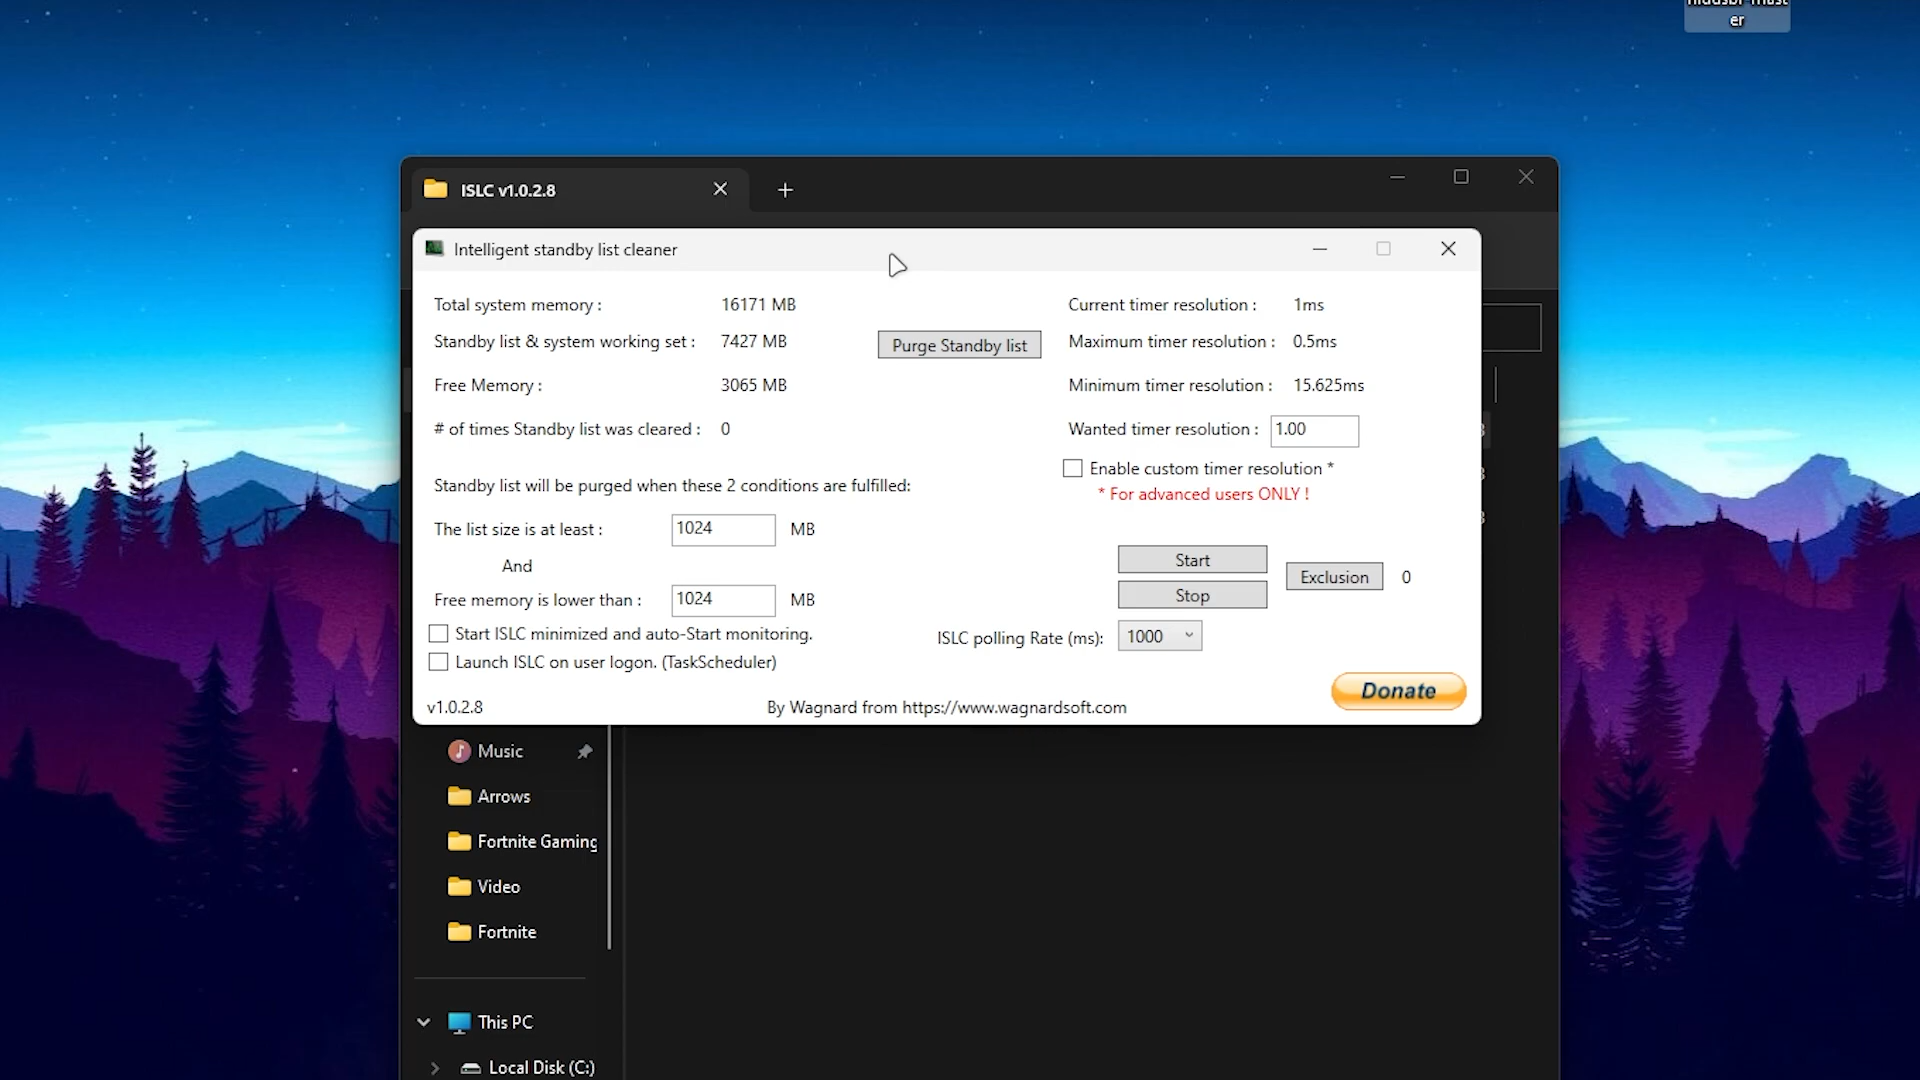 er
ISLC v1.0.2.8
Intelligent standby list cleaner
Total system memory : 16171 MB
Standby list & system working set : 7427 MB
Purge Standby list
Free Memory : 3065 MB
# of times Standby list was cleared : 0
Current timer resolution : 1ms
Maximum timer resolution : 0.5ms
Minimum timer resolution : 15.625ms
Wanted timer resolution : 1.00
Enable custom timer resolution *
* For advanced users ONLY !
Standby list will be purged when these 2 conditions are fulfilled:
The list size is at least : 1024 MB
And
Free memory is lower than : 1024 MB
Start
Stop
Exclusion 0
Start ISLC minimized and auto-Start monitoring.
Launch ISLC on user logon. (TaskScheduler)
ISLC polling Rate (ms): 1000
Donate
v1.0.2.8
By Wagnard from https://www.wagnardsoft.com
Music
Arrows
Fortnite Gaming
Video
Fortnite
This PC
Local Disk (C:)